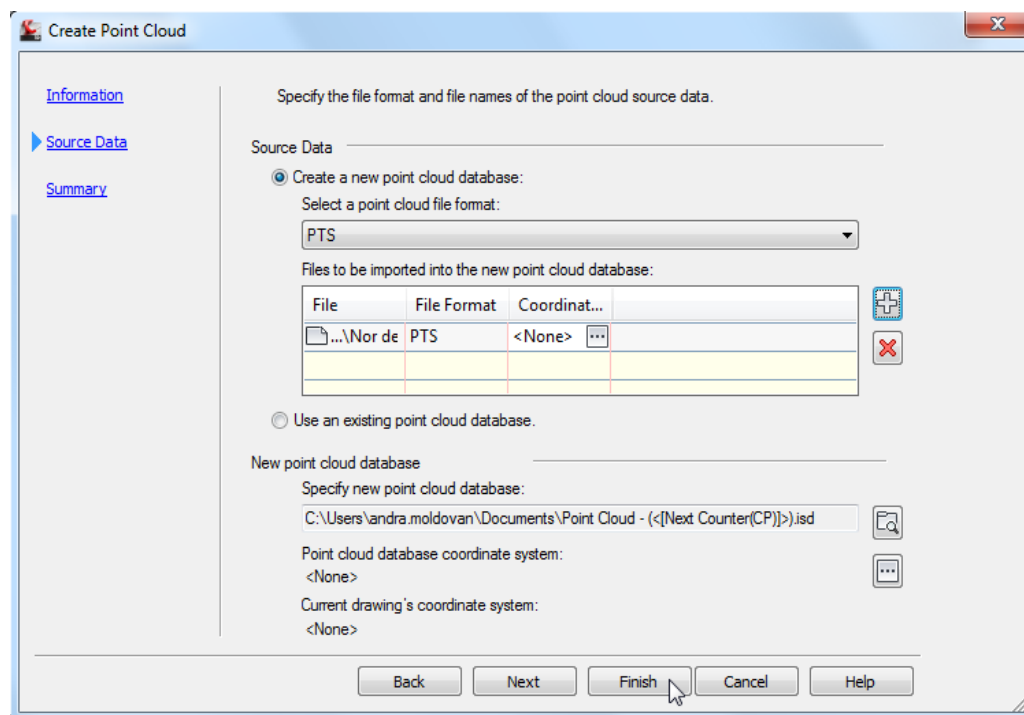 Create Point Cloud
Information
Source Data
Summary
Specify the file format and file names of the point cloud source data.
Source Data
Create a new point cloud database:
Select a point cloud file format:
PTS
Files to be imported into the new point cloud database:
File File Format Coordinat...
...\Nor de PTS <None> ...
Use an existing point cloud database.
New point cloud database
Specify new point cloud database:
C:\Users\andra.moldovan\Documents\Point Cloud - (<[Next Counter(CP)]>).isd
Point cloud database coordinate system:
<None>
...
Current drawing's coordinate system:
<None>
Back Next Finish Cancel Help